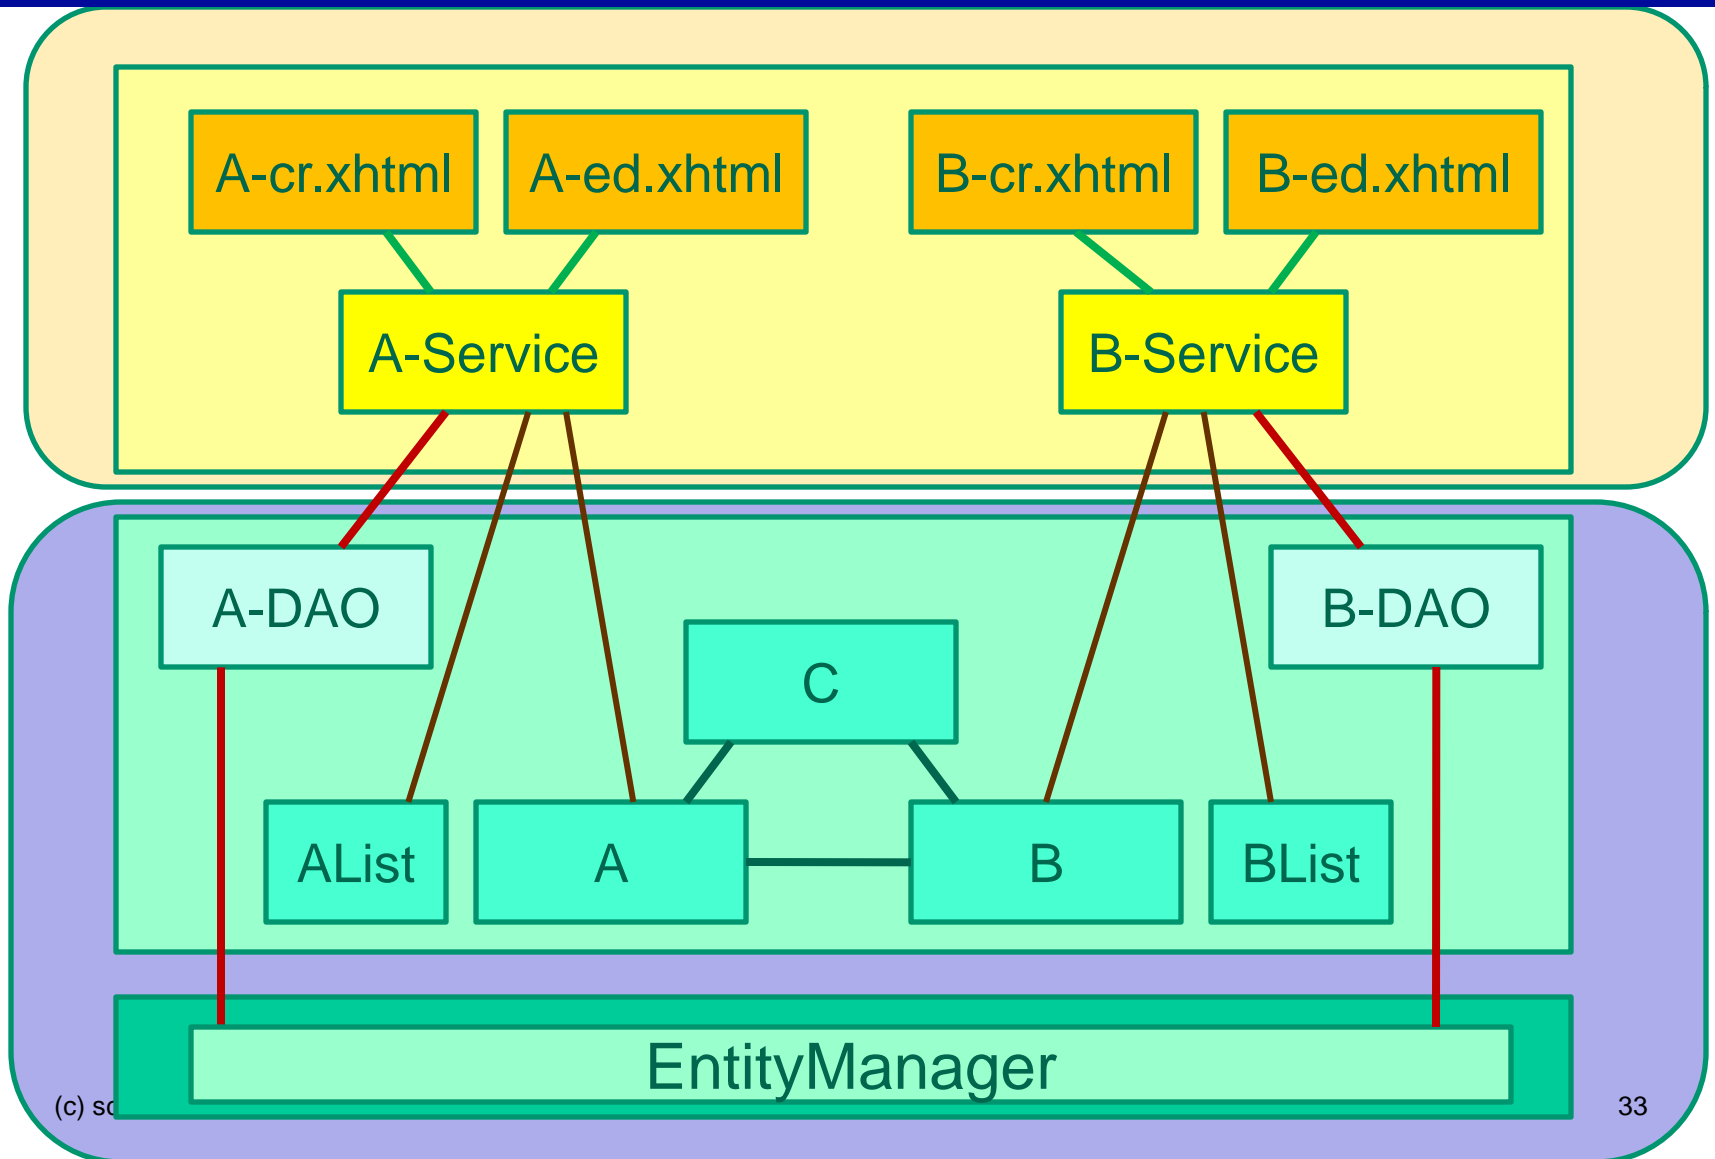 A-cr.xhtml
A-ed.xhtml
B-cr.xhtml
B-ed.xhtml
A-Service
B-Service
A-DAO
B-DAO
C
AList
A
B
BList
EntityManager
(c)
33